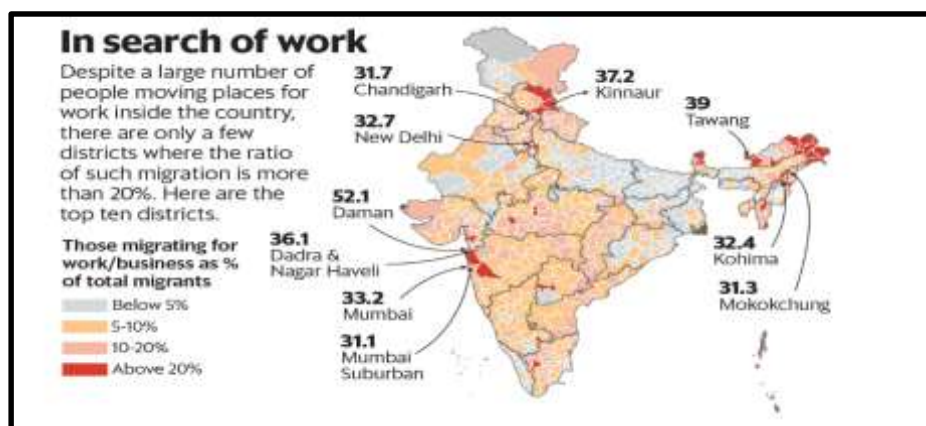 In search of work
Despite a large number of
people moving places for
work inside the country,
there are only a few
districts where the ratio
of such migration is more
than 20%. Here are the
top ten districts.
Those migrating for
work/business as %
of total migrants
Below 5%
5-10%
10-20%
Above 20%
31.7
Chandigarh
32.7
New Delhi
37.2
Kinnaur
39
Tawang
52.1
Daman
36.1
Dadra &
Nagar Haveli
33.2
Mumbai
31.1
Mumbai
Suburban
32.4
Kohima
31.3
Mokokchung